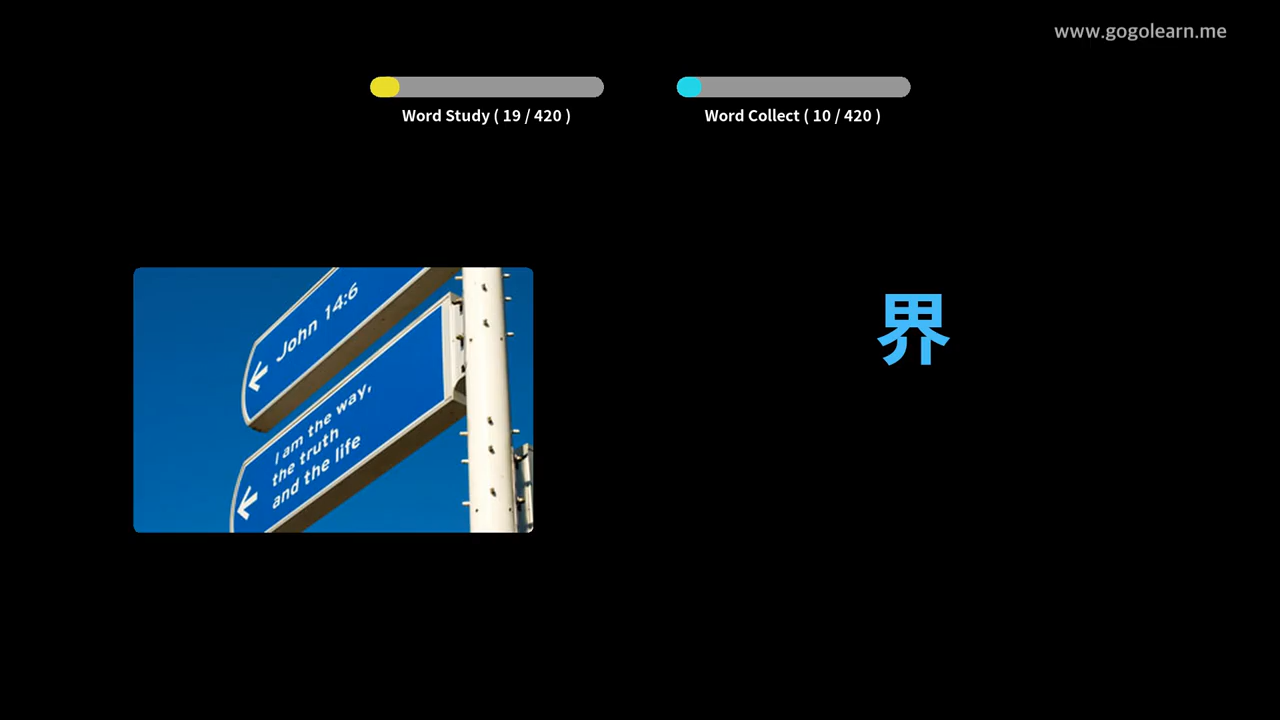 www.gogolearn.me
Word Study ( 19 / 420 )
Word Collect ( 10 / 420 )
John 14:6
I am the way,
the truth
and the life
界